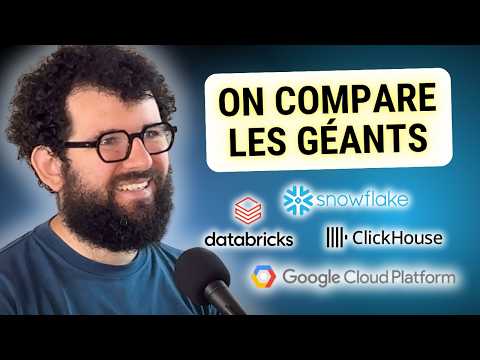 ON COMPARE
LES GÉANTS
snowflake
databricks
ClickHouse
Google Cloud Platform